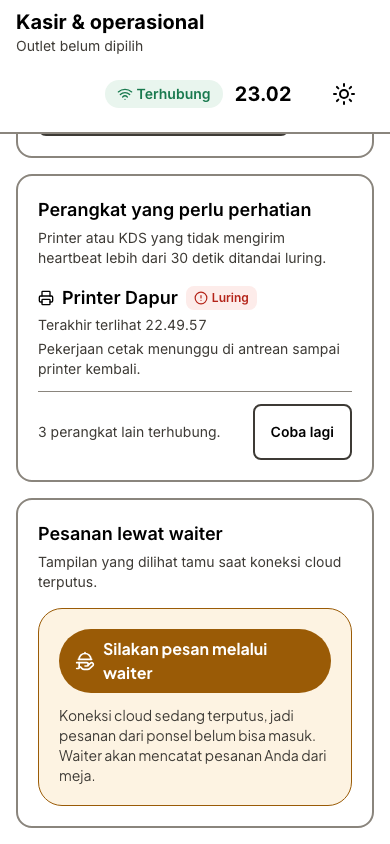 Kasir & operasional
Outlet belum dipilih
Terhubung
23.02
Perangkat yang perlu perhatian
Printer atau KDS yang tidak mengirim
heartbeat lebih dari 30 detik ditandai luring.
Printer Dapur
Luring
Terakhir terlihat 22.49.57
Pekerjaan cetak menunggu di antrean sampai
printer kembali.
3 perangkat lain terhubung.
Coba lagi
Pesanan lewat waiter
Tampilan yang dilihat tamu saat koneksi cloud
terputus.
Silakan pesan melalui
waiter
Koneksi cloud sedang terputus, jadi
pesanan dari ponsel belum bisa masuk.
Waiter akan mencatat pesanan Anda dari
meja.